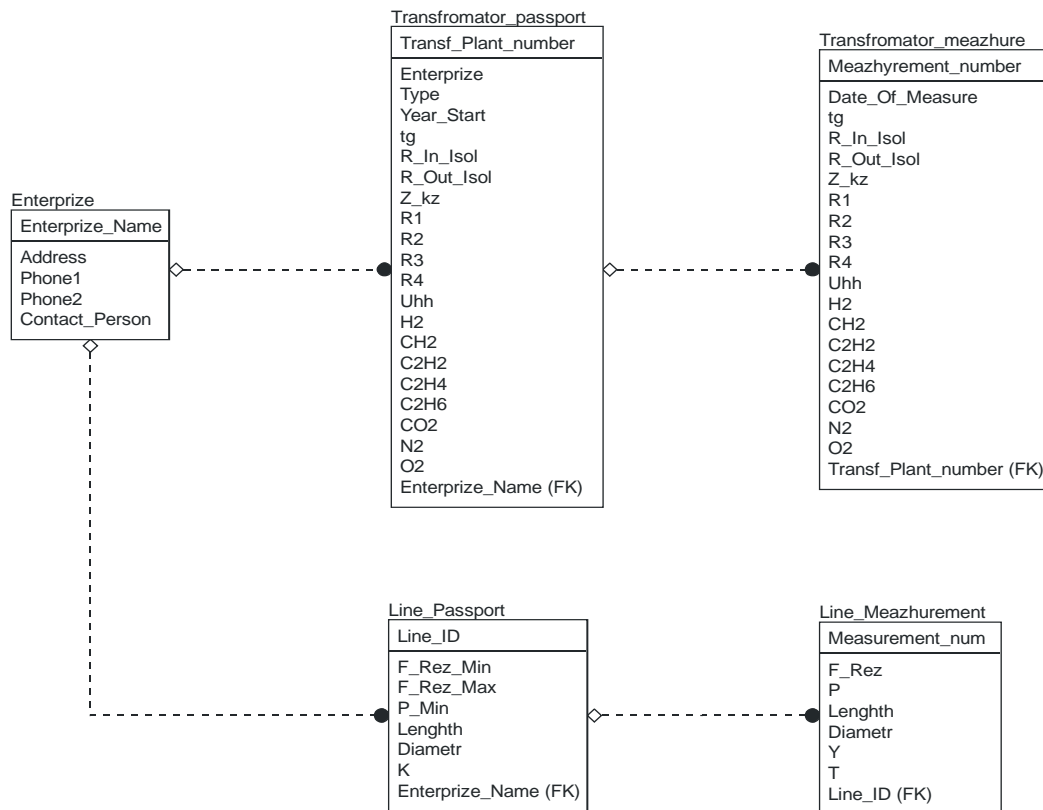 Enterprize
Enterprize_Name
Address
Phone1
Phone2
Contact_Person
Transfromator_passport
Transf_Plant_number
Enterprize
Type
Year_Start
tg
R_In_Isol
R_Out_Isol
Z_kz
R1
R2
R3
R4
Uhh
H2
CH2
C2H2
C2H4
C2H6
CO2
N2
O2
Enterprize_Name (FK)
Transfromator_meazhure
Meazhyrement_number
Date_Of_Measure
tg
R_In_Isol
R_Out_Isol
Z_kz
R1
R2
R3
R4
Uhh
H2
CH2
C2H2
C2H4
C2H6
CO2
N2
O2
Transf_Plant_number (FK)
Line_Passport
Line_ID
F_Rez_Min
F_Rez_Max
P_Min
Lenghth
Diametr
K
Enterprize_Name (FK)
Line_Meazhurement
Measurement_num
F_Rez
P
Lenghth
Diametr
Y
T
Line_ID (FK)